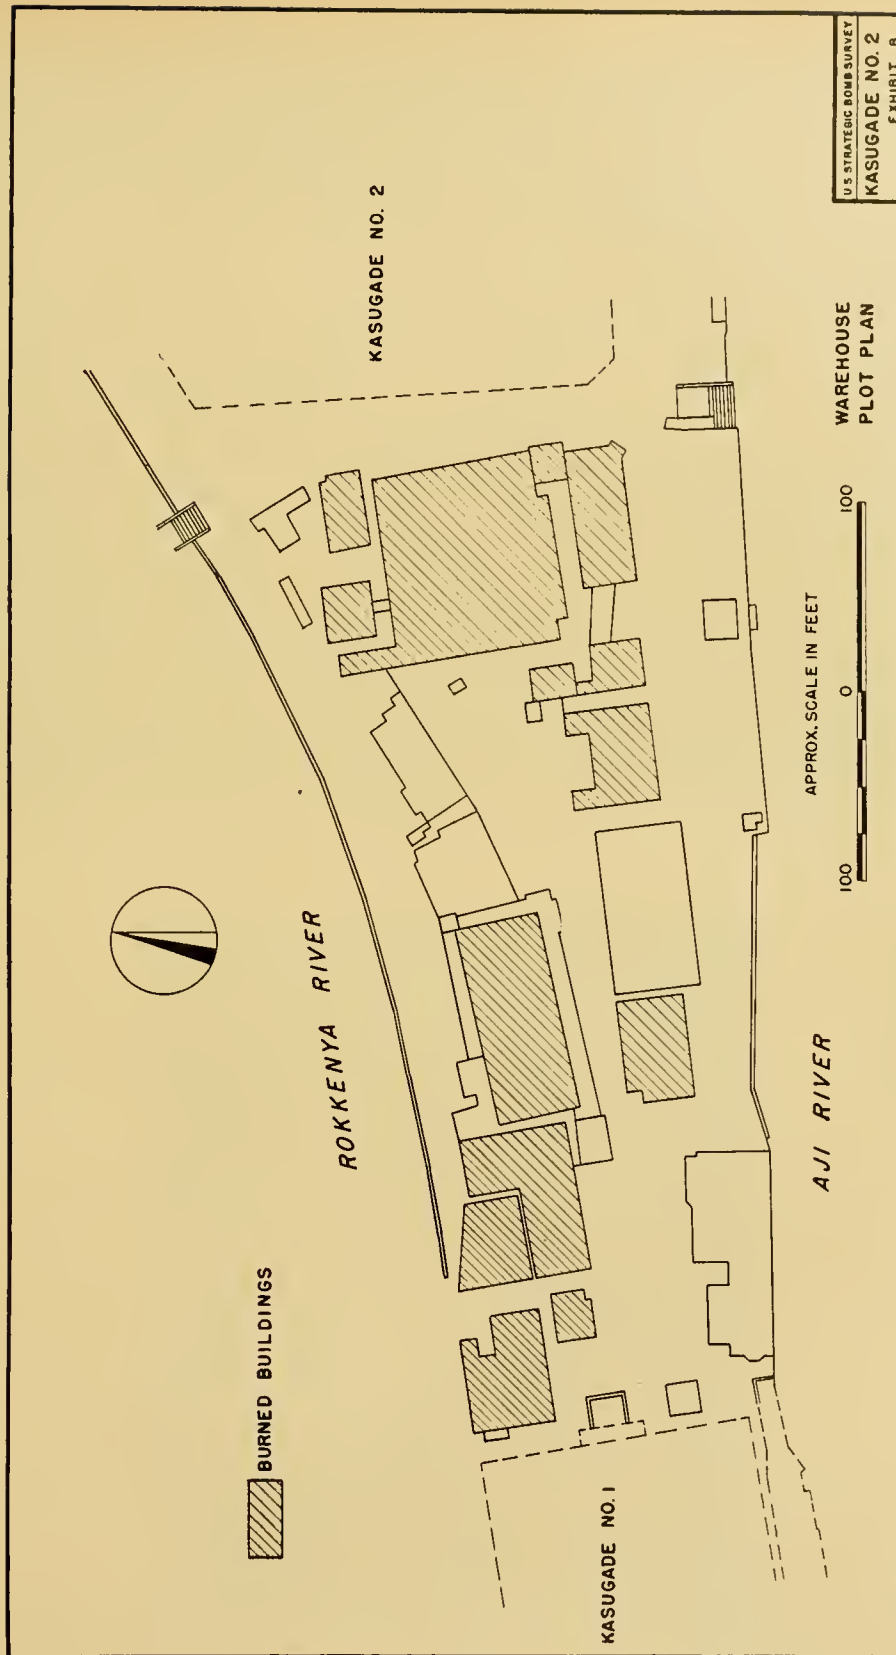 BURNED BUILDINGS
ROKKENYA RIVER
KASUGADE NO. 2
KASUGADE NO. 1
AJI RIVER
APPROX. SCALE IN FEET
100 0 100
WAREHOUSE
PLOT PLAN
U S STRATEGIC BOMB SURVEY
KASUGADE NO. 2
EXHIBIT B